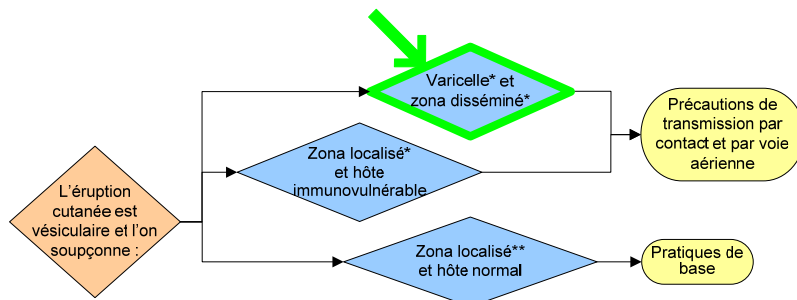 Varicelle* et
zona disséminé*
Précautions de
transmission par
contact et par voie
aérienne
Zona localisé*
et hôte
immunovulnérable
L'éruption
cutanée est
vésiculaire et l'on
soupçonne :
Zona localisé**
et hôte normal
Pratiques de
base